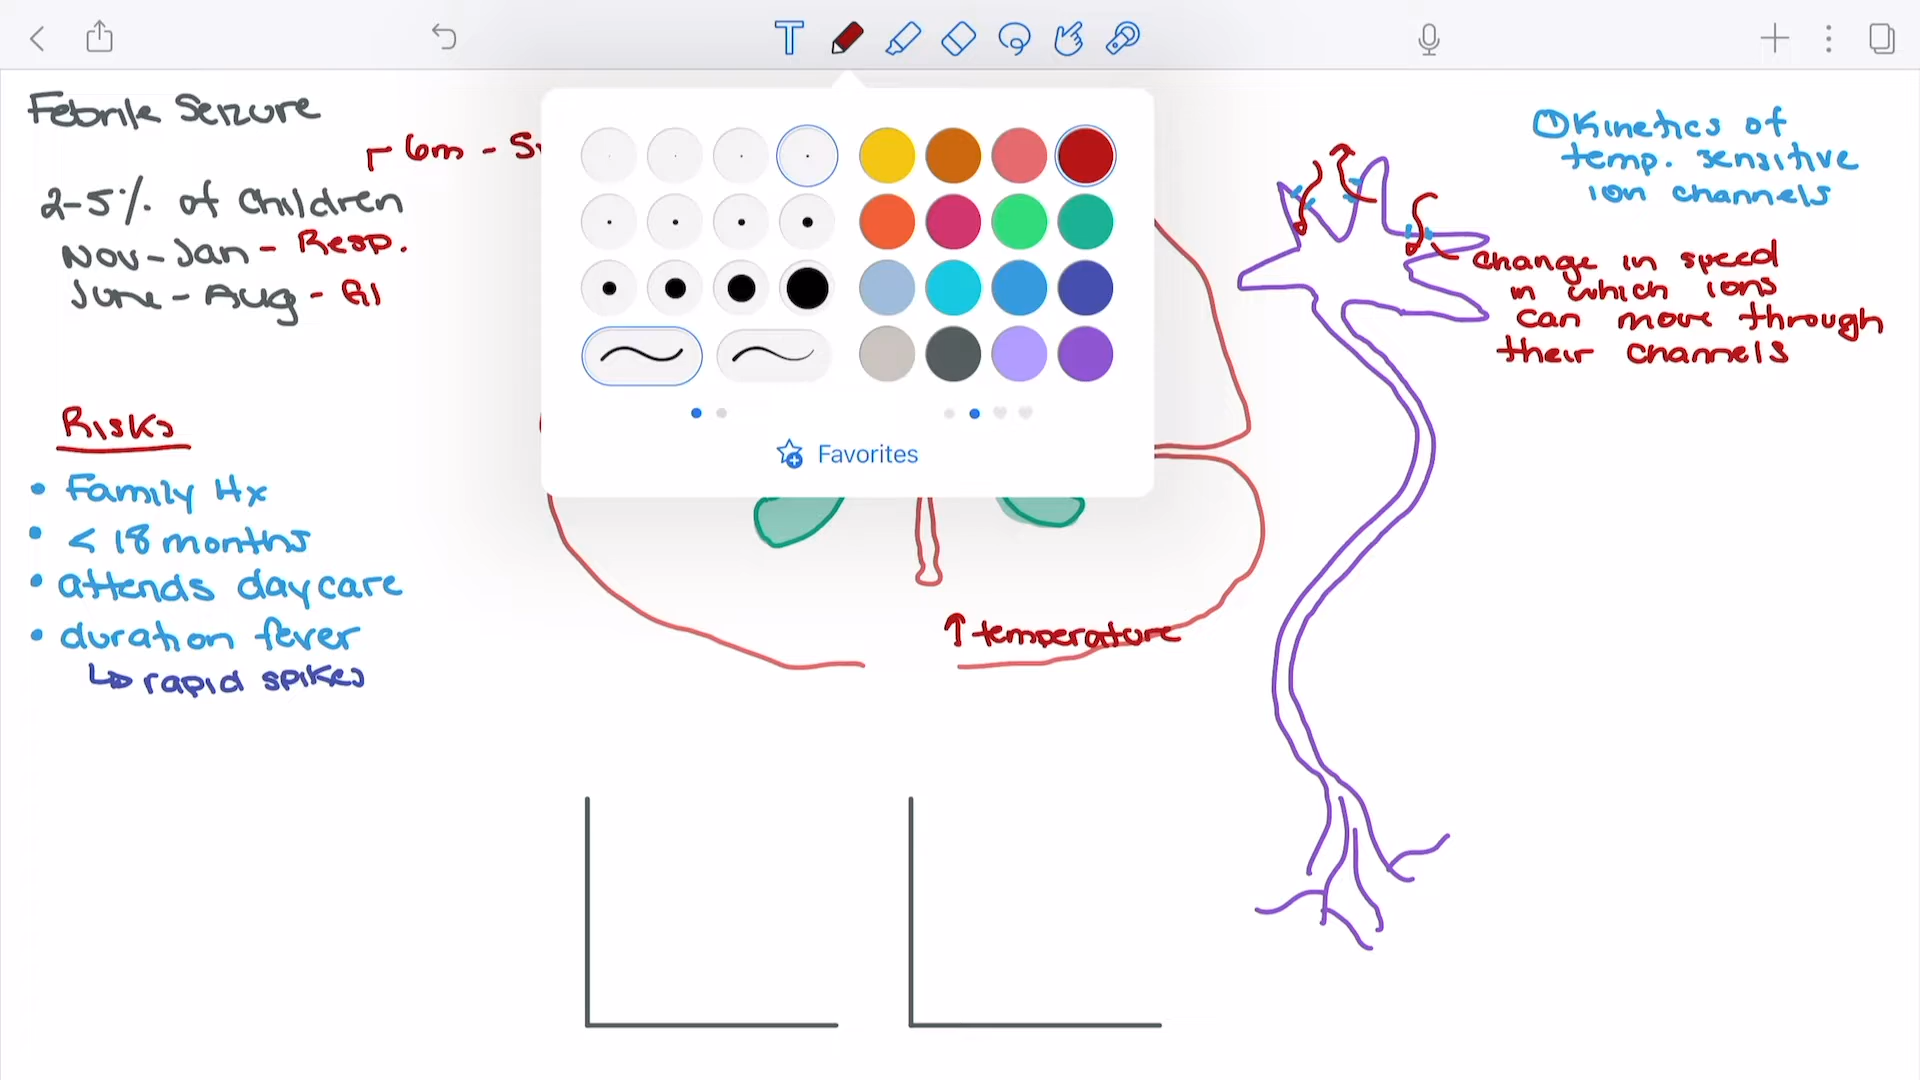 Febrile Seizure
6m - 5
2-5% of children
Nov-Jan - Resp.
June-Aug - GI
Risks
• Family Hx
• < 18 months
• attends daycare
• duration fever
↳ rapid spikes
T
Favorites
↑ temperature
① Kinetics of
temp. sensitive
ion channels
change in speed
in which ions
can move through
their channels